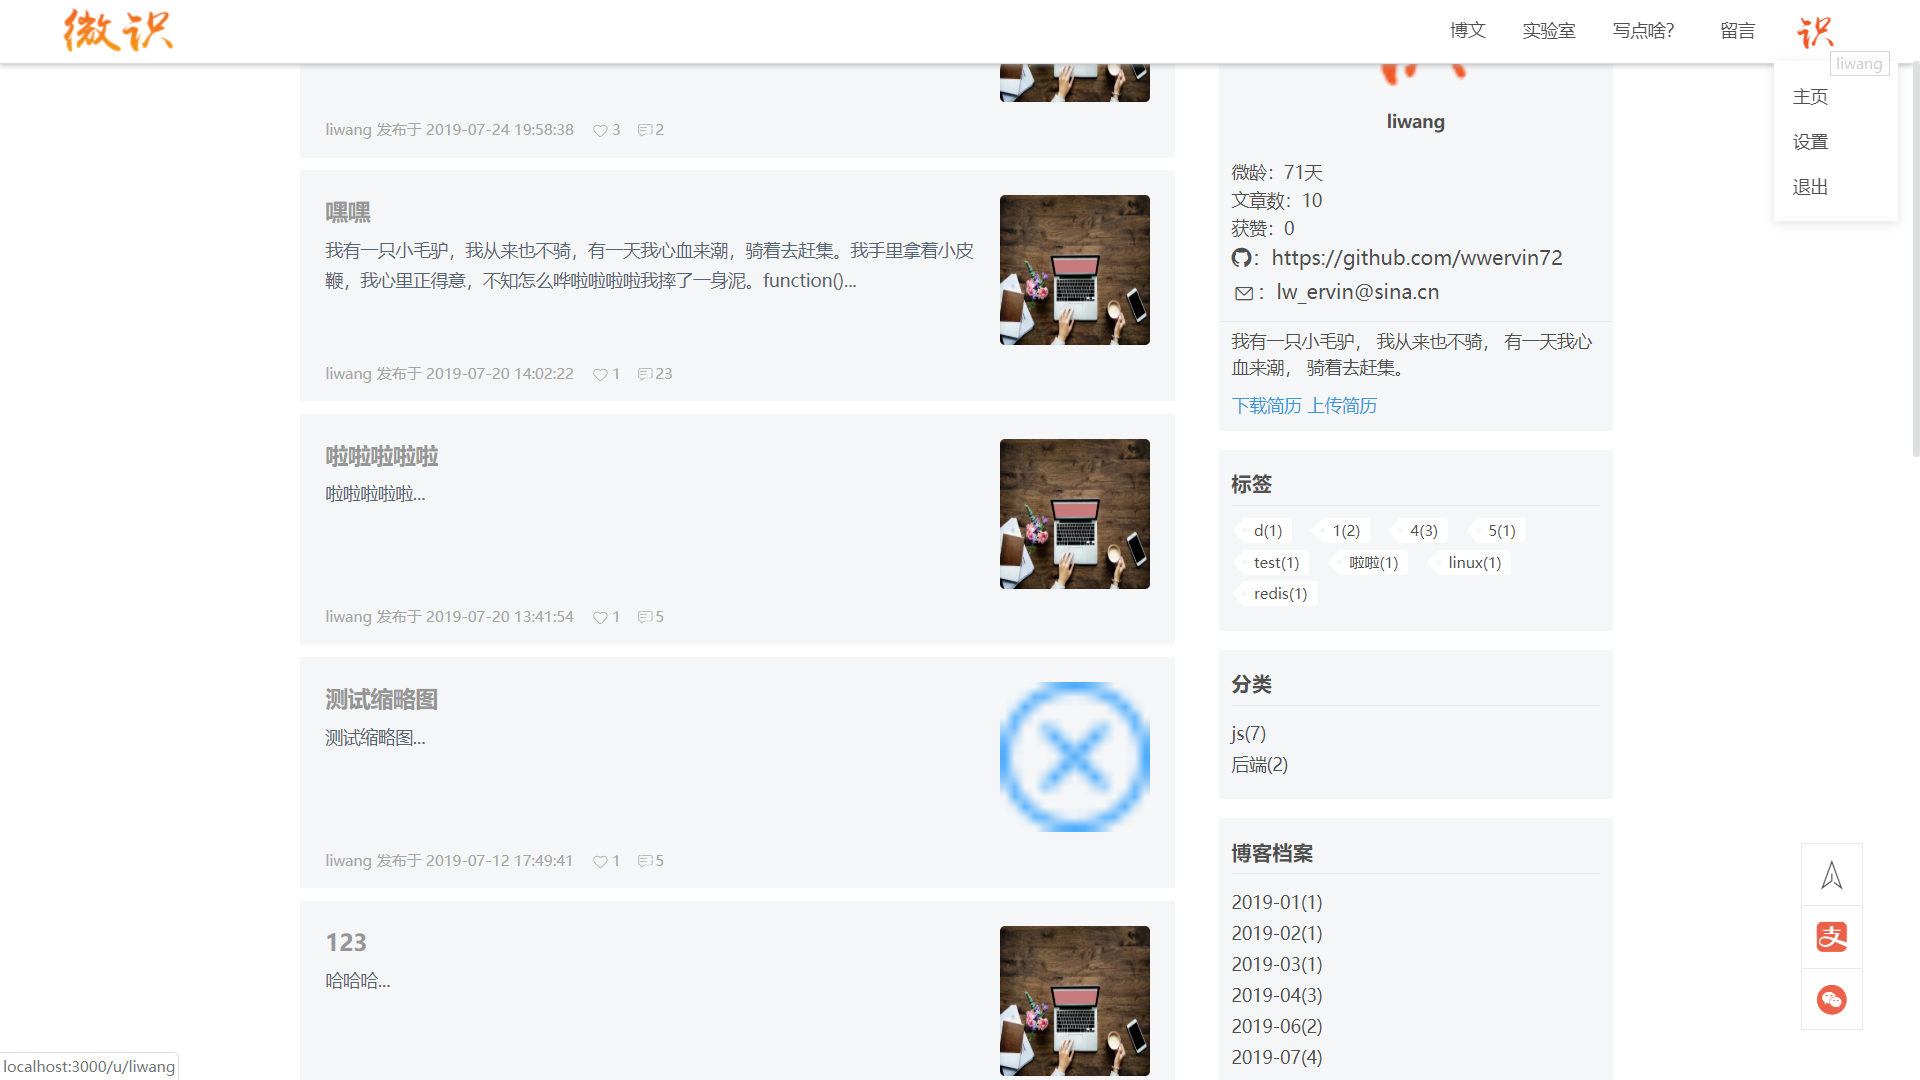 微识
博文
实验室
写点啥?
留言
识
liwang
主页
设置
退出
liwang 发布于 2019-07-24 19:58:38 3 2
嘿嘿
我有一只小毛驴，我从来也不骑，有一天我心血来潮，骑着去赶集。我手里拿着小皮
鞭，我心里正得意，不知怎么哗啦啦啦啦我摔了一身泥。function()...
liwang 发布于 2019-07-20 14:02:22 1 23
啦啦啦啦啦
啦啦啦啦啦...
liwang 发布于 2019-07-20 13:41:54 1 5
测试缩略图
测试缩略图...
liwang 发布于 2019-07-12 17:49:41 1 5
123
哈哈哈...
liwang
微龄：71天
文章数：10
获赞：0
：https://github.com/wwervin72
：lw_ervin@sina.cn
我有一只小毛驴， 我从来也不骑， 有一天我心
血来潮， 骑着去赶集。
下载简历 上传简历
标签
d(1) 1(2) 4(3) 5(1)
test(1) 啦啦(1) linux(1)
redis(1)
分类
js(7)
后端(2)
博客档案
2019-01(1)
2019-02(1)
2019-03(1)
2019-04(3)
2019-06(2)
2019-07(4)
支
localhost:3000/u/liwang